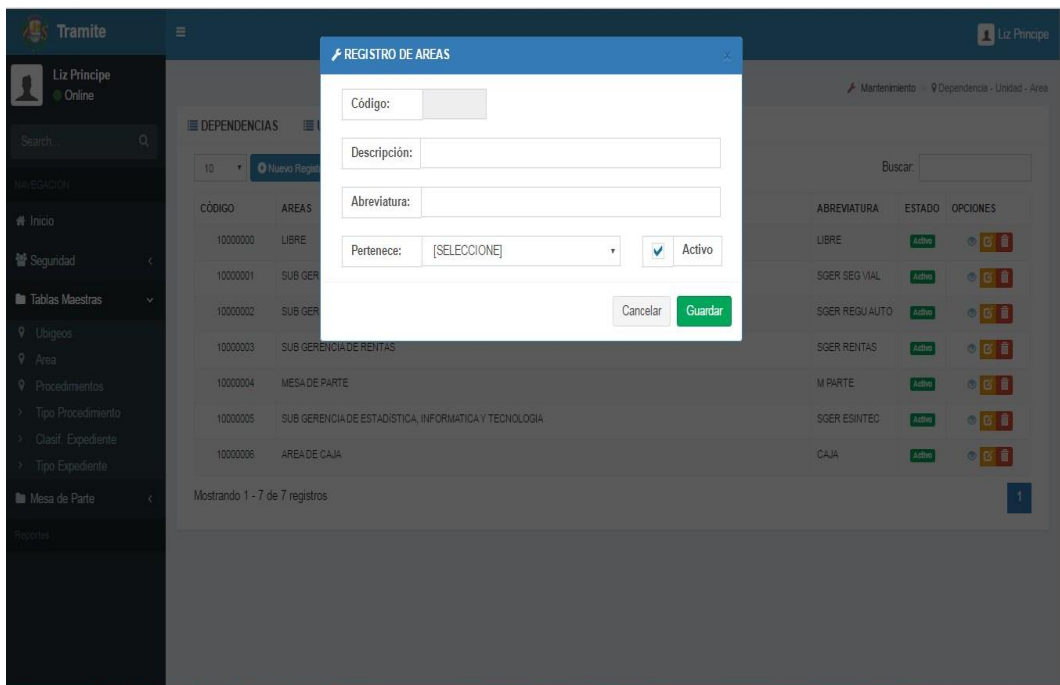 Tramite
Liz Principe
Liz Principe
Online
Search...
NAVEGACIÓN
Inicio
Seguridad
Tablas Maestras
Ubigeos
Area
Procedimientos
Tipo Procedimiento
Clasif. Expediente
Tipo Expediente
Mesa de Parte
Reportes
Mantenimiento Dependencia - Unidad - Area
DEPENDENCIAS
10 Nuevo Regist
Buscar:
REGISTRO DE AREAS x
Código:
Descripción:
Abreviatura:
Pertenece: [SELECCIONE] Activo
Cancelar Guardar
CÓDIGO AREAS ABREVIATURA ESTADO OPCIONES
10000000 LIBRE LIBRE Activo
10000001 SUB GER SGER SEG VIAL Activo
10000002 SUB GER SGER REGU AUTO Activo
10000003 SUB GERENCIA DE RENTAS SGER RENTAS Activo
10000004 MESA DE PARTE M PARTE Activo
10000005 SUB GERENCIA DE ESTADÍSTICA, INFORMATICA Y TECNOLOGIA SGER ESINTEC Activo
10000006 AREA DE CAJA CAJA Activo
Mostrando 1 - 7 de 7 registros
1